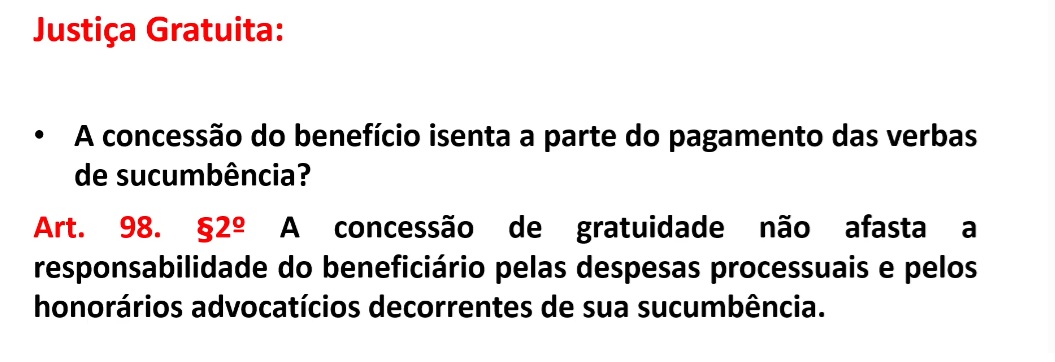 Justiça Gratuita:
• A concessão do benefício isenta a parte do pagamento das verbas
de sucumbência?
Art. 98. §2º A concessão de gratuidade não afasta a
responsabilidade do beneficiário pelas despesas processuais e pelos
honorários advocatícios decorrentes de sua sucumbência.